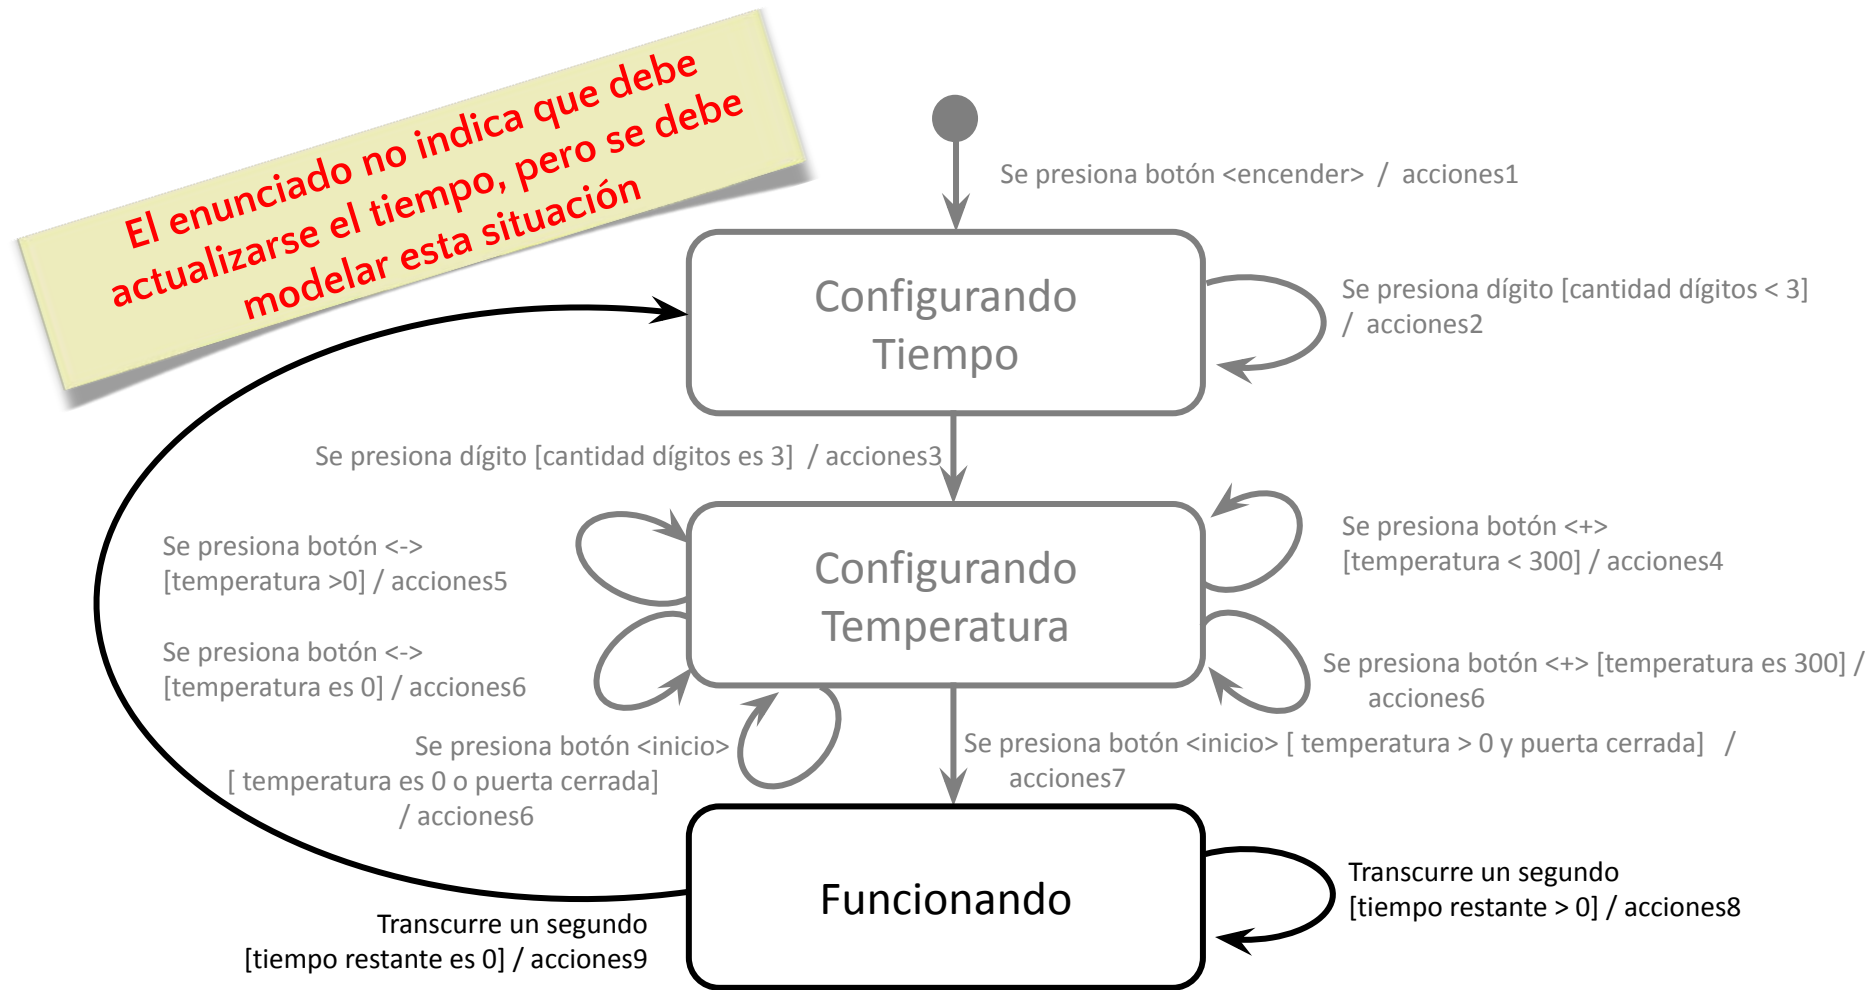 El enunciado no indica que debe
actualizarse el tiempo, pero se debe
modelar esta situación
Se presiona botón <encender> / acciones1
Configurando
Tiempo
Se presiona dígito [cantidad dígitos < 3]
/ acciones2
Se presiona dígito [cantidad dígitos es 3] / acciones3
Se presiona botón <->
[temperatura >0] / acciones5
Configurando
Temperatura
Se presiona botón <+>
[temperatura < 300] / acciones4
Se presiona botón <->
[temperatura es 0] / acciones6
Se presiona botón <+> [temperatura es 300] /
acciones6
Se presiona botón <inicio>
[ temperatura es 0 o puerta cerrada]
/ acciones6
Se presiona botón <inicio> [ temperatura > 0 y puerta cerrada] /
acciones7
Funcionando
Transcurre un segundo
[tiempo restante > 0] / acciones8
Transcurre un segundo
[tiempo restante es 0] / acciones9